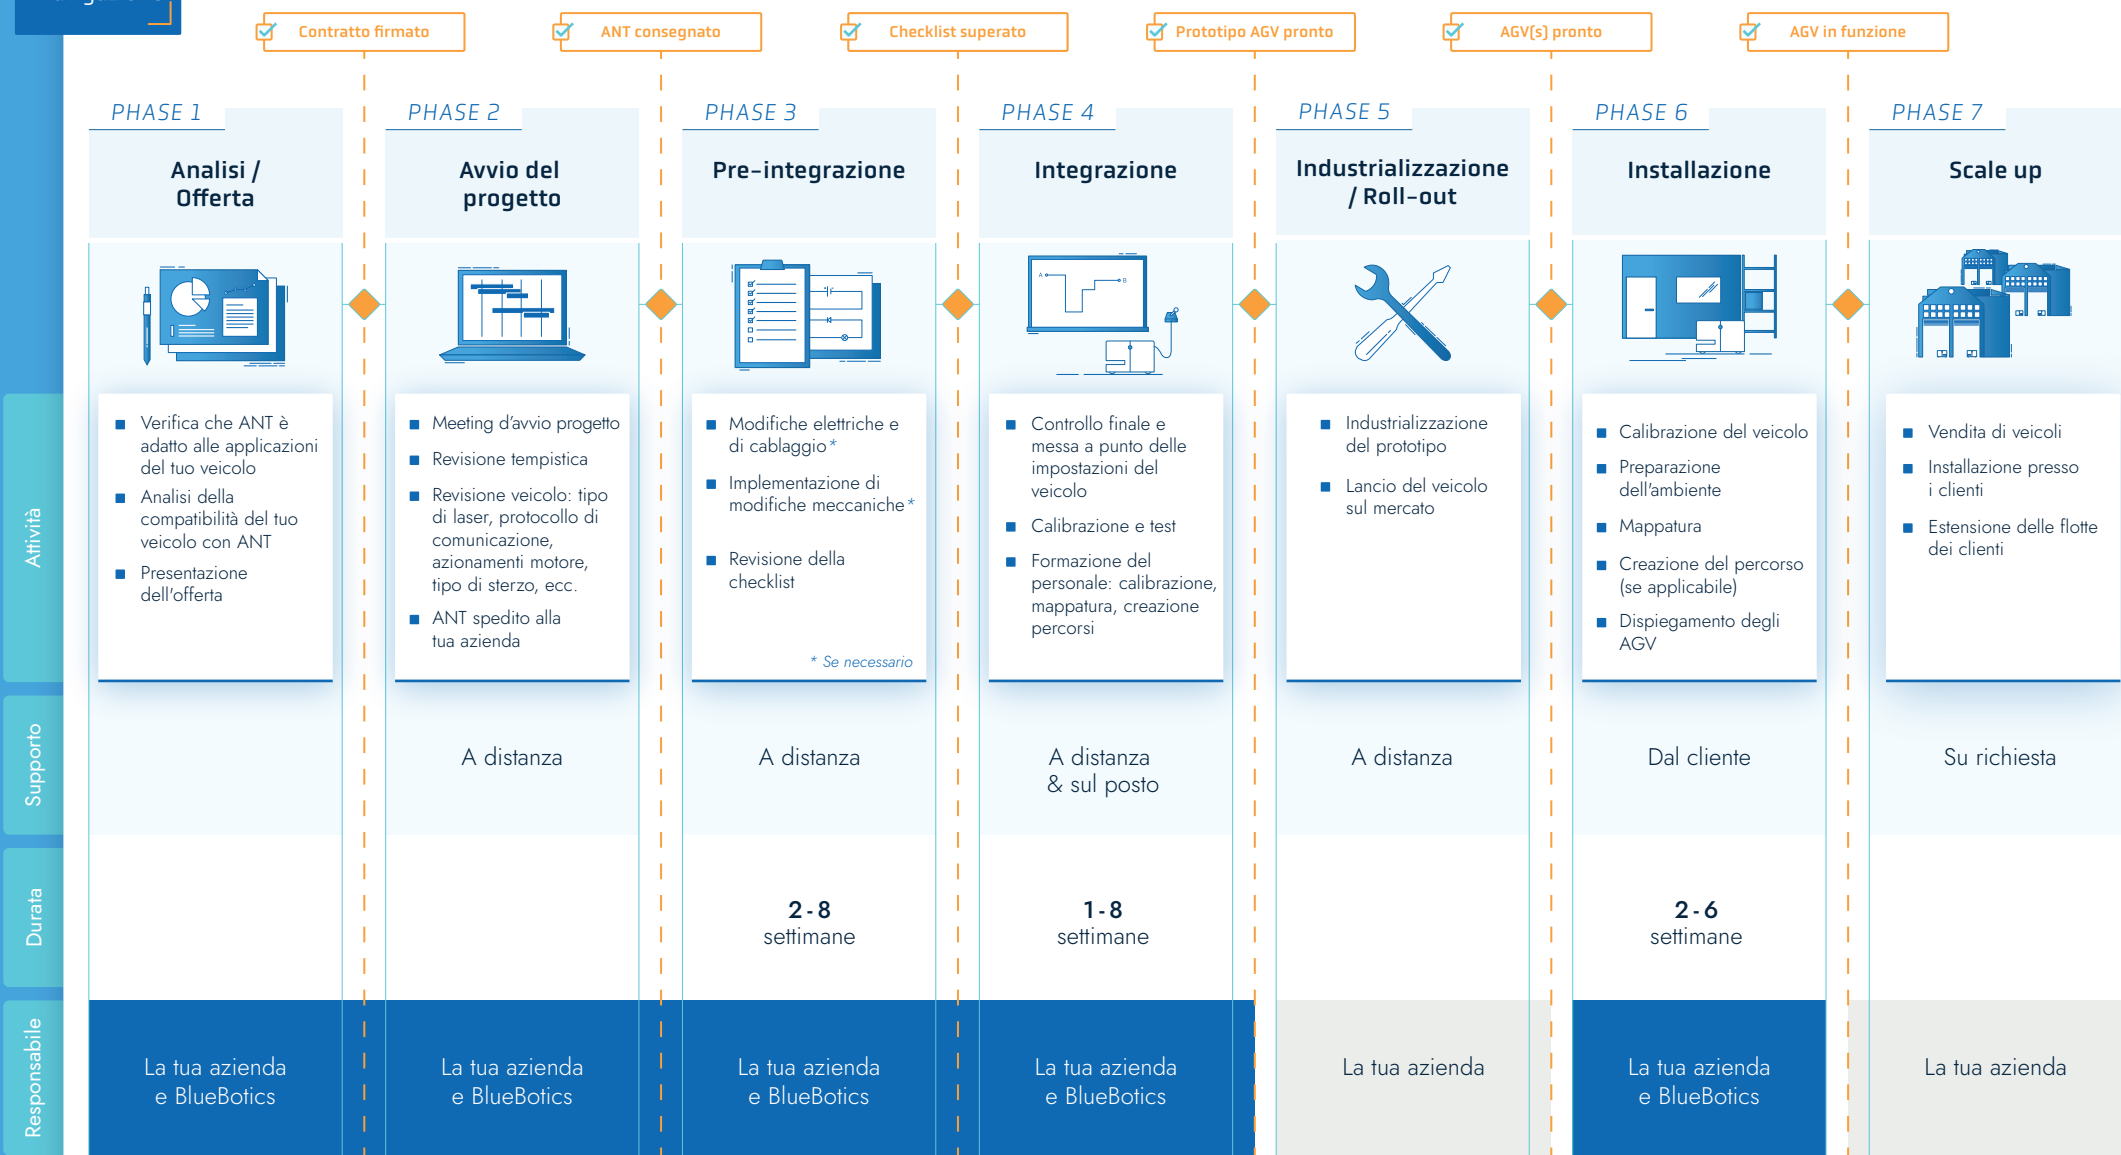 Contratto firmato
ANT consegnato
Checklist superato
Prototipo AGV pronto
AGV(s) pronto
AGV in funzione
PHASE 1
Analisi /
Offerta
PHASE 2
Avvio del
progetto
PHASE 3
Pre-integrazione
PHASE 4
Integrazione
PHASE 5
Industrializzazione
/ Roll-out
PHASE 6
Installazione
PHASE 7
Scale up
A
B
Attività
Verifica che ANT è
adatto alle applicazioni
del tuo veicolo
Analisi della
compatibilità del tuo
veicolo con ANT
Presentazione
dell'offerta
Meeting d'avvio progetto
Revisione tempistica
Revisione veicolo: tipo
di laser, protocollo di
comunicazione,
azionamenti motore,
tipo di sterzo, ecc.
ANT spedito alla
tua azienda
Modifiche elettriche e
di cablaggio*
Implementazione di
modifiche meccaniche*
Revisione della
checklist
* Se necessario
Controllo finale e
messa a punto delle
impostazioni del
veicolo
Calibrazione e test
Formazione del
personale: calibrazione,
mappatura, creazione
percorsi
Industrializzazione
del prototipo
Lancio del veicolo
sul mercato
Calibrazione del veicolo
Preparazione
dell'ambiente
Mappatura
Creazione del percorso
(se applicabile)
Dispiegamento degli
AGV
Vendita di veicoli
Installazione presso
i clienti
Estensione delle flotte
dei clienti
Supporto
A distanza
A distanza
A distanza
& sul posto
A distanza
Dal cliente
Su richiesta
Durata
2 - 8
settimane
1 - 8
settimane
2 - 6
settimane
Responsabile
La tua azienda
e BlueBotics
La tua azienda
e BlueBotics
La tua azienda
e BlueBotics
La tua azienda
e BlueBotics
La tua azienda
La tua azienda
e BlueBotics
La tua azienda